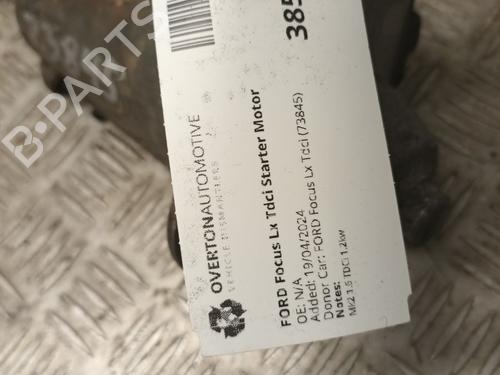 OVERTONAUTOMOTIVE
VEHICLE DISMANTLERS
385
FORD Focus Lx Tdci Starter Motor
OE: N/A
Added: 19/04/2024
Donor Car: FORD Focus Lx Tdci (73845)
Notes:
Mk2 1.6 TDCi 1.2kw
B-PARTS